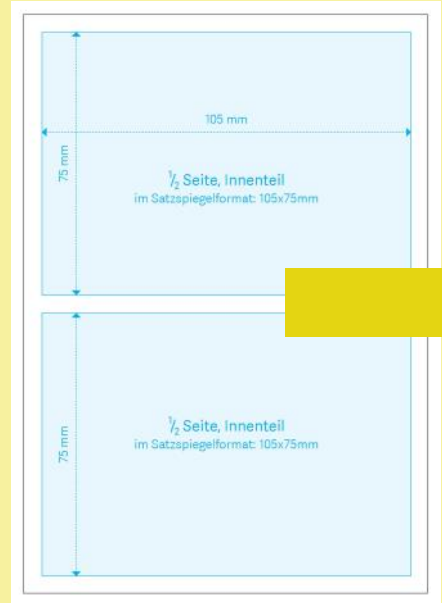 105 mm
75 mm
½ Seite, Innenteil
im Satzspiegelformat: 105x75mm
75 mm
½ Seite, Innenteil
im Satzspiegelformat: 105x75mm